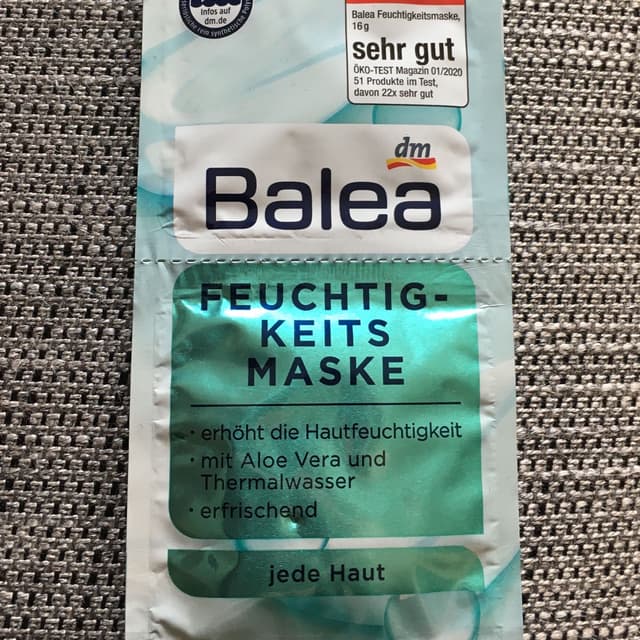 Infos auf
dm.de
Balea Feuchtigkeitsmaske,
16 g
sehr gut
ÖKO-TEST Magazin 01/2020
51 Produkte im Test,
davon 22x sehr gut
dm
Balea
FEUCHTIG-
KEITS
MASKE
· erhöht die Hautfeuchtigkeit
· mit Aloe Vera und
Thermalwasser
· erfrischend
jede Haut